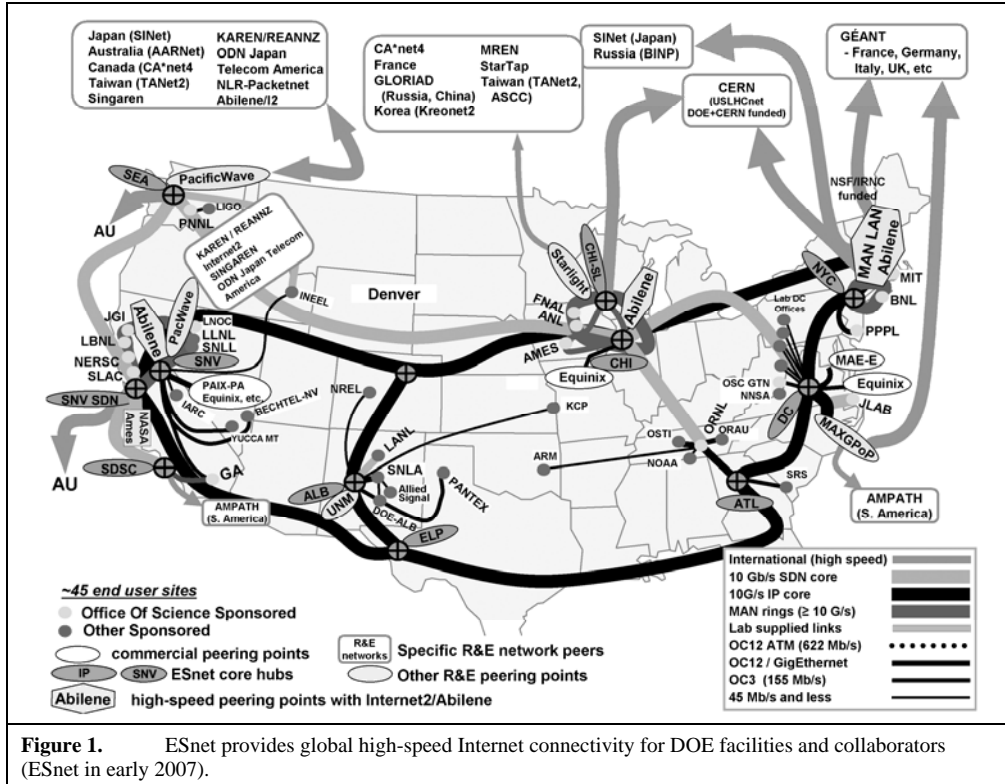 Japan (SINet)
Australia (AARNet)
Canada (CA*net4
Taiwan (TANet2)
Singaren
KAREN/REANNZ
ODN Japan
Telecom America
NLR-Packetnet
Abilene/I2
CA*net4
France
GLORIAD
(Russia, China)
Korea (Kreonet2
MREN
StarTap
Taiwan (TANet2,
ASCC)
SINet (Japan)
Russia (BINP)
CERN
(USLHCnet
DOE+CERN funded)
GÉANT
- France, Germany,
Italy, UK, etc
NSF/IRNC
funded
SEA
PacificWave
AU
PNNL
LIGO
KAREN / REANNZ
Internet2
SINGAREN
ODN Japan Telecom
America
INEEL
Denver
Starlight
CHI-SL
Abilene
FNAL
ANL
AMES
CHI
Equinix
MAN LAN
Abilene
NYC
MIT
BNL
PPPL
Lab DC
Offices
MAE-E
Equinix
OSC GTN
NNSA
JLAB
DC
MAXGPoP
JGI
LBNL
NERSC
SLAC
Abilene
PacWave
LNOC
LLNL
SNLL
SNV
SNV SDN
PAIX-PA
Equinix, etc.
IARC
BECHTEL-NV
YUCCA MT
NASA
Ames
NREL
KCP
LANL
SNLA
Allied
Signal
DOE-ALB
PANTEX
ARM
ALB
UNM
ELP
OSTI
ORNL
ORAU
NOAA
SRS
ATL
SDSC
GA
AU
AMPATH
(S. America)
AMPATH
(S. America)
~45 end user sites
Office Of Science Sponsored
Other Sponsored
commercial peering points
IP
SNV
ESnet core hubs
Abilene
high-speed peering points with Internet2/Abilene
R&E
networks
Specific R&E network peers
Other R&E peering points
International (high speed)
10 Gb/s SDN core
10G/s IP core
MAN rings (≥ 10 G/s)
Lab supplied links
OC12 ATM (622 Mb/s)
OC12 / GigEthernet
OC3 (155 Mb/s)
45 Mb/s and less
Figure 1. ESnet provides global high-speed Internet connectivity for DOE facilities and collaborators
(ESnet in early 2007).